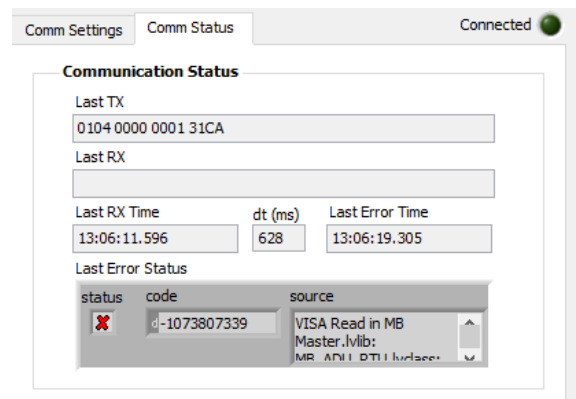 Comm Settings
Comm Status
Connected
Communication Status
Last TX
0104 0000 0001 31CA
Last RX
Last RX Time
dt (ms)
Last Error Time
13:06:11.596
628
13:06:19.305
Last Error Status
status
code
source
d -1073807339
VISA Read in MB
Master.lvlib:
MB_ADU_RTU.lvclass: